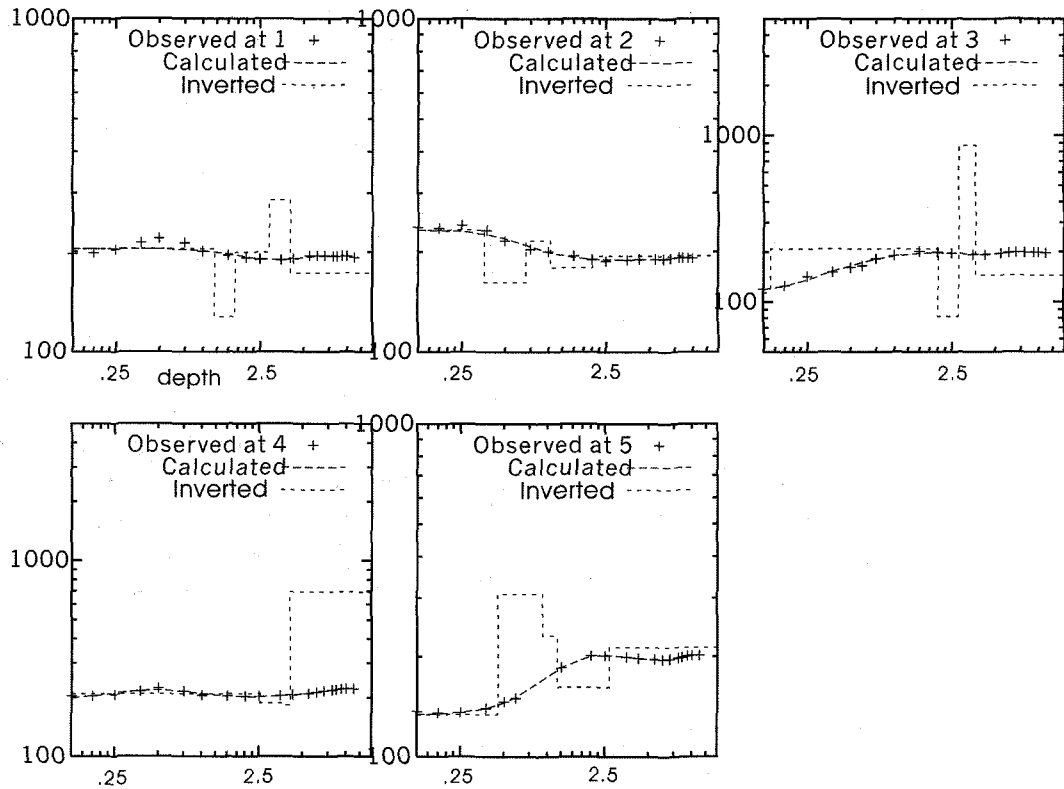 1000
Observed at 1 +
Calculated
Inverted
100
.25
depth
2.5
1000
Observed at 2 +
Calculated
Inverted
100
.25
2.5
Observed at 3 +
Calculated
Inverted
1000
100
.25
2.5
Observed at 4 +
Calculated
Inverted
1000
100
.25
2.5
1000
Observed at 5 +
Calculated
Inverted
100
.25
2.5